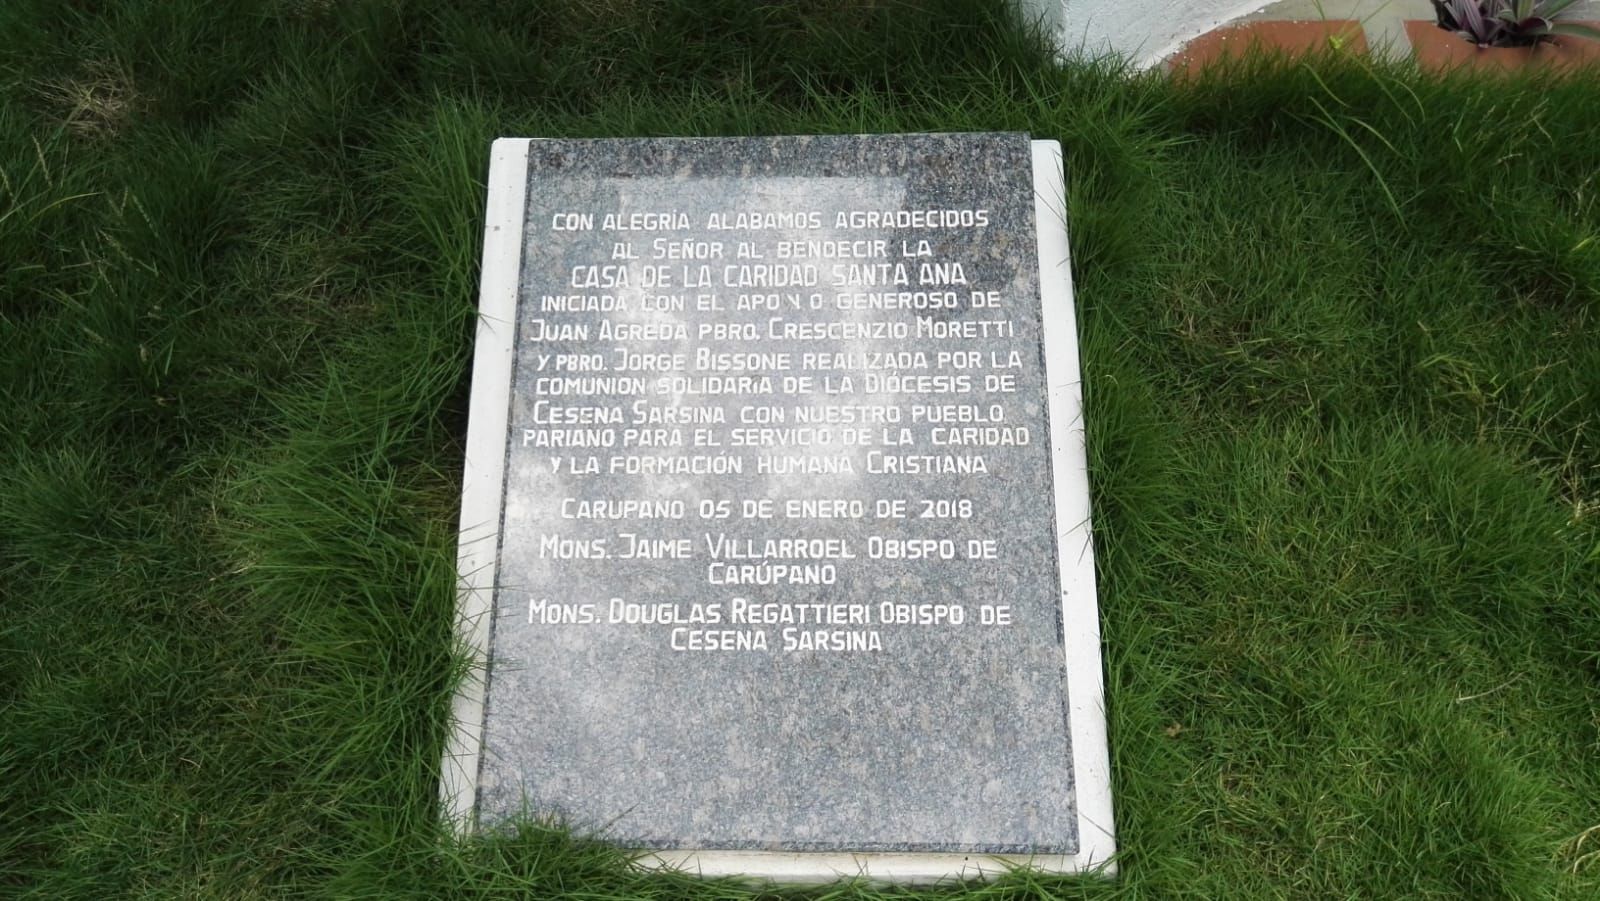 CON ALEGRÍA ALABAMOS AGRADECIDOS
AL SEÑOR AL BENDECIR LA
CASA DE LA CARIDAD SANTA ANA
INICIADA CON EL APOYO GENEROSO DE
JUAN AGREDA PBRO. CRESCENZIO MORETTI
Y PBRO. JORGE BISSONE REALIZADA POR LA
COMUNION SOLIDARIA DE LA DIÓCESIS DE
CESENA SARSINA CON NUESTRO PUEBLO
PARIANO PARA EL SERVICIO DE LA CARIDAD
Y LA FORMACIÓN HUMANA CRISTIANA
CARUPANO 05 DE ENERO DE 2018
MONS. JAIME VILLARROEL OBISPO DE
CARÚPANO
MONS. DOUGLAS REGATTIERI OBISPO DE
CESENA SARSINA